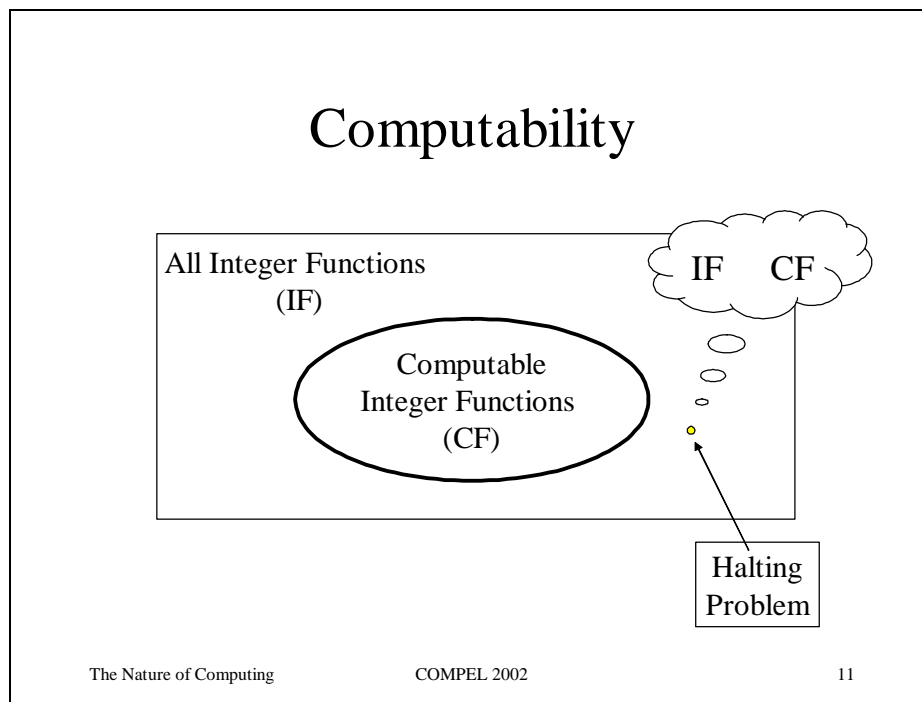 Computability
All Integer Functions
(IF)
IF CF
Computable
Integer Functions
(CF)
Halting
Problem
The Nature of Computing COMPEL 2002 11